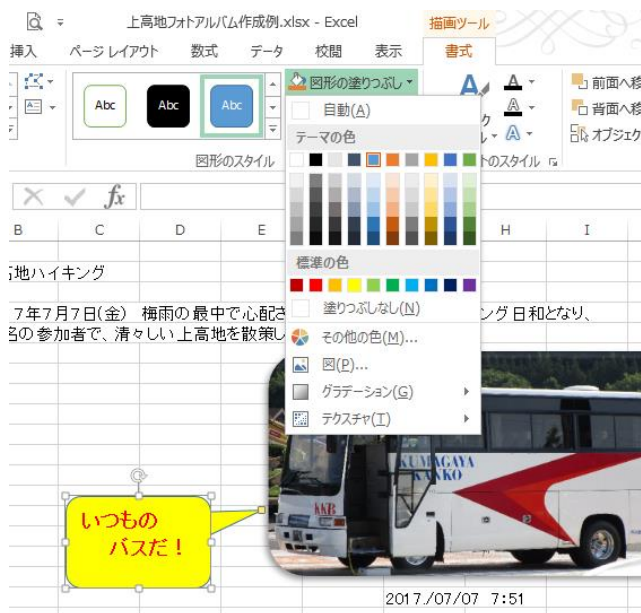 上高地フォトアルバム作成例.xlsx - Excel
描画ツール
挿入 ページ レイアウト 数式 データ 校閲 表示 書式
Abc Abc Abc
図形の塗りつぶし
前面へ移
背面へ移
オブジェク
図形のスタイル
トのスタイル
自動(A)
テーマの色
標準の色
塗りつぶしなし(N)
その他の色(M)...
図(P)...
グラデーション(G)
テクスチャ(T)
fx
B C D E H I
地ハイキング
7年7月7日(金) 梅雨の最中で心配さ
ング日和となり、
名の参加者で、清々しい上高地を散策し
KUMAGAYA
KANKO
KKB
いつもの
バスだ！
2017./07/07 7:51